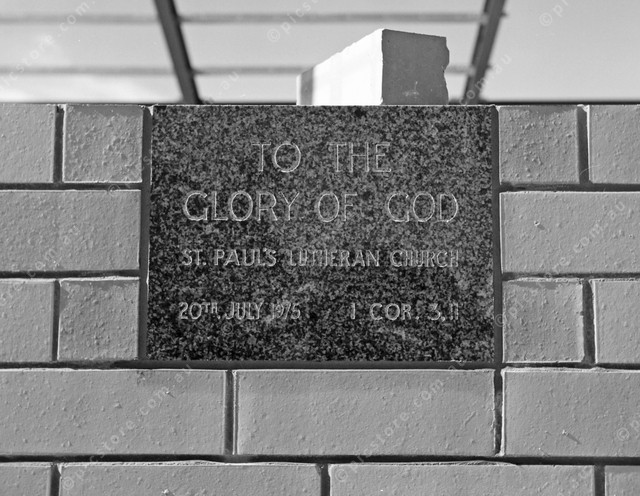 TO THE
GLORY OF GOD
ST. PAUL'S LUTHERAN CHURCH
20TH JULY 1975 1 COR. 3.11